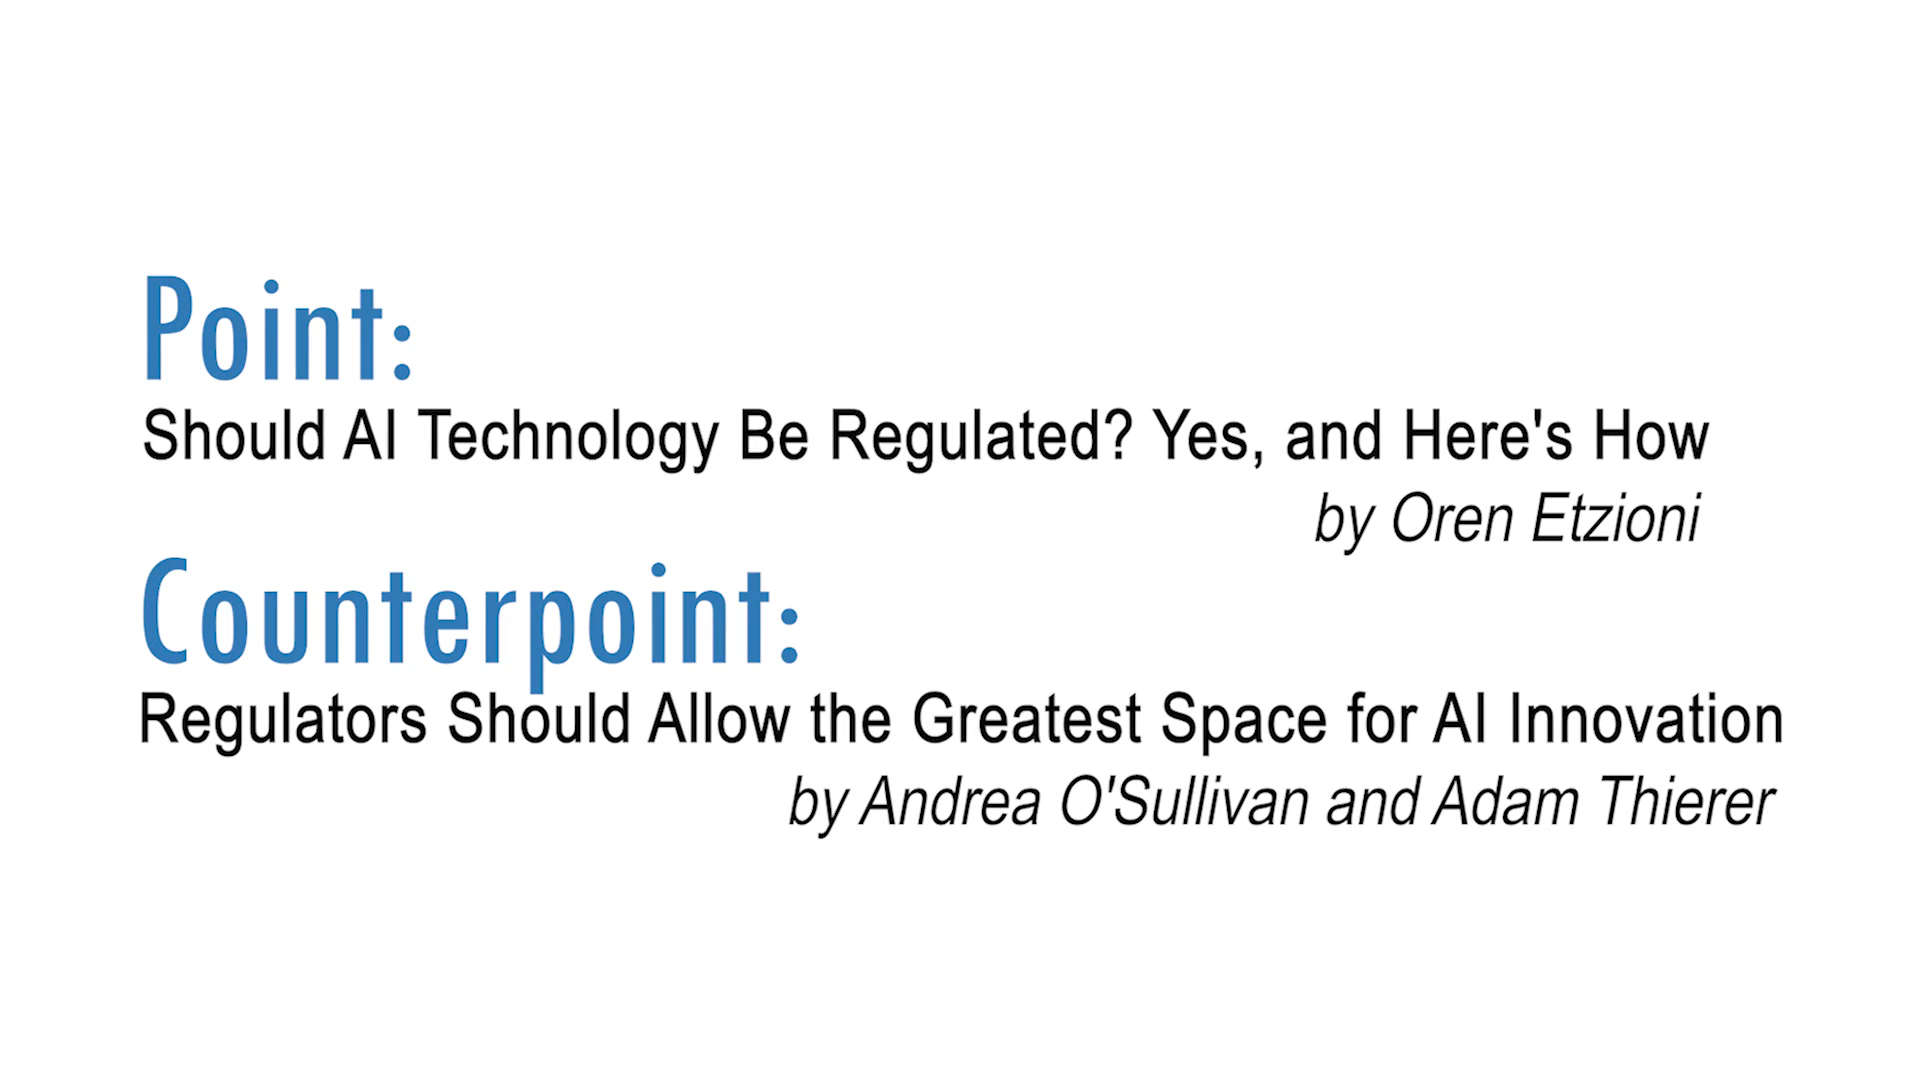 Point:
Should AI Technology Be Regulated? Yes, and Here's How
by Oren Etzioni
Counterpoint:
Regulators Should Allow the Greatest Space for AI Innovation
by Andrea O'Sullivan and Adam Thierer